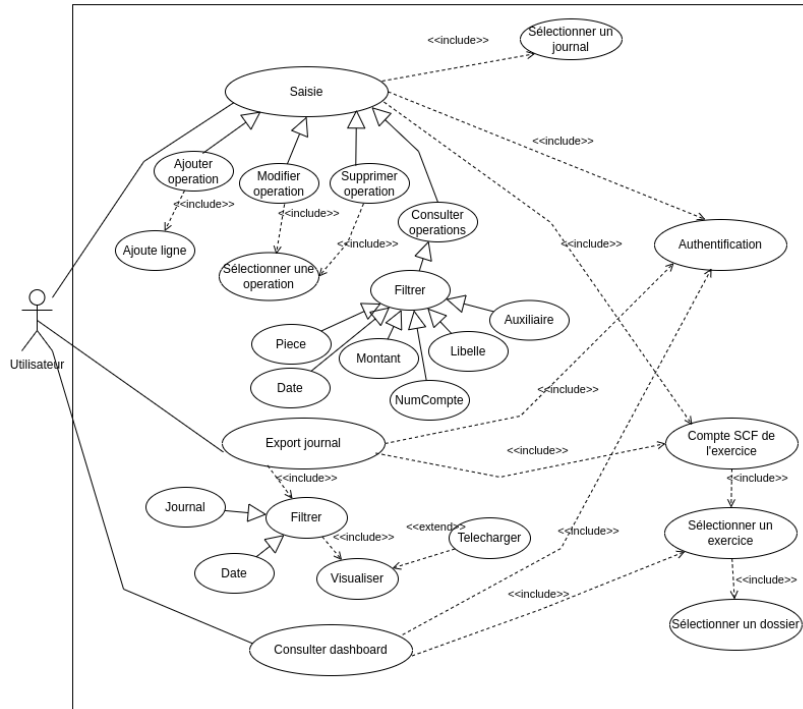 Sélectionner un
journal
<<include>>
Saisie
<<include>>
Ajouter
operation
Modifier
operation
Supprimer
operation
<<include>>
<<include>>
Consulter
operations
<<include>>
<<include>>
Ajoute ligne
Authentification
Sélectionner une
operation
Filtrer
Auxiliaire
Piece
Montant
Libelle
Utilisateur
Date
NumCompte
<<include>>
Export journal
Compte SCF de
l'exercice
<<include>>
<<include>>
<<include>>
Journal
Filtrer
Sélectionner un
exercice
<<extend>>
<<include>>
Telecharger
<<include>>
Date
Visualiser
<<include>>
<<include>>
Sélectionner un dossier
Consulter dashboard